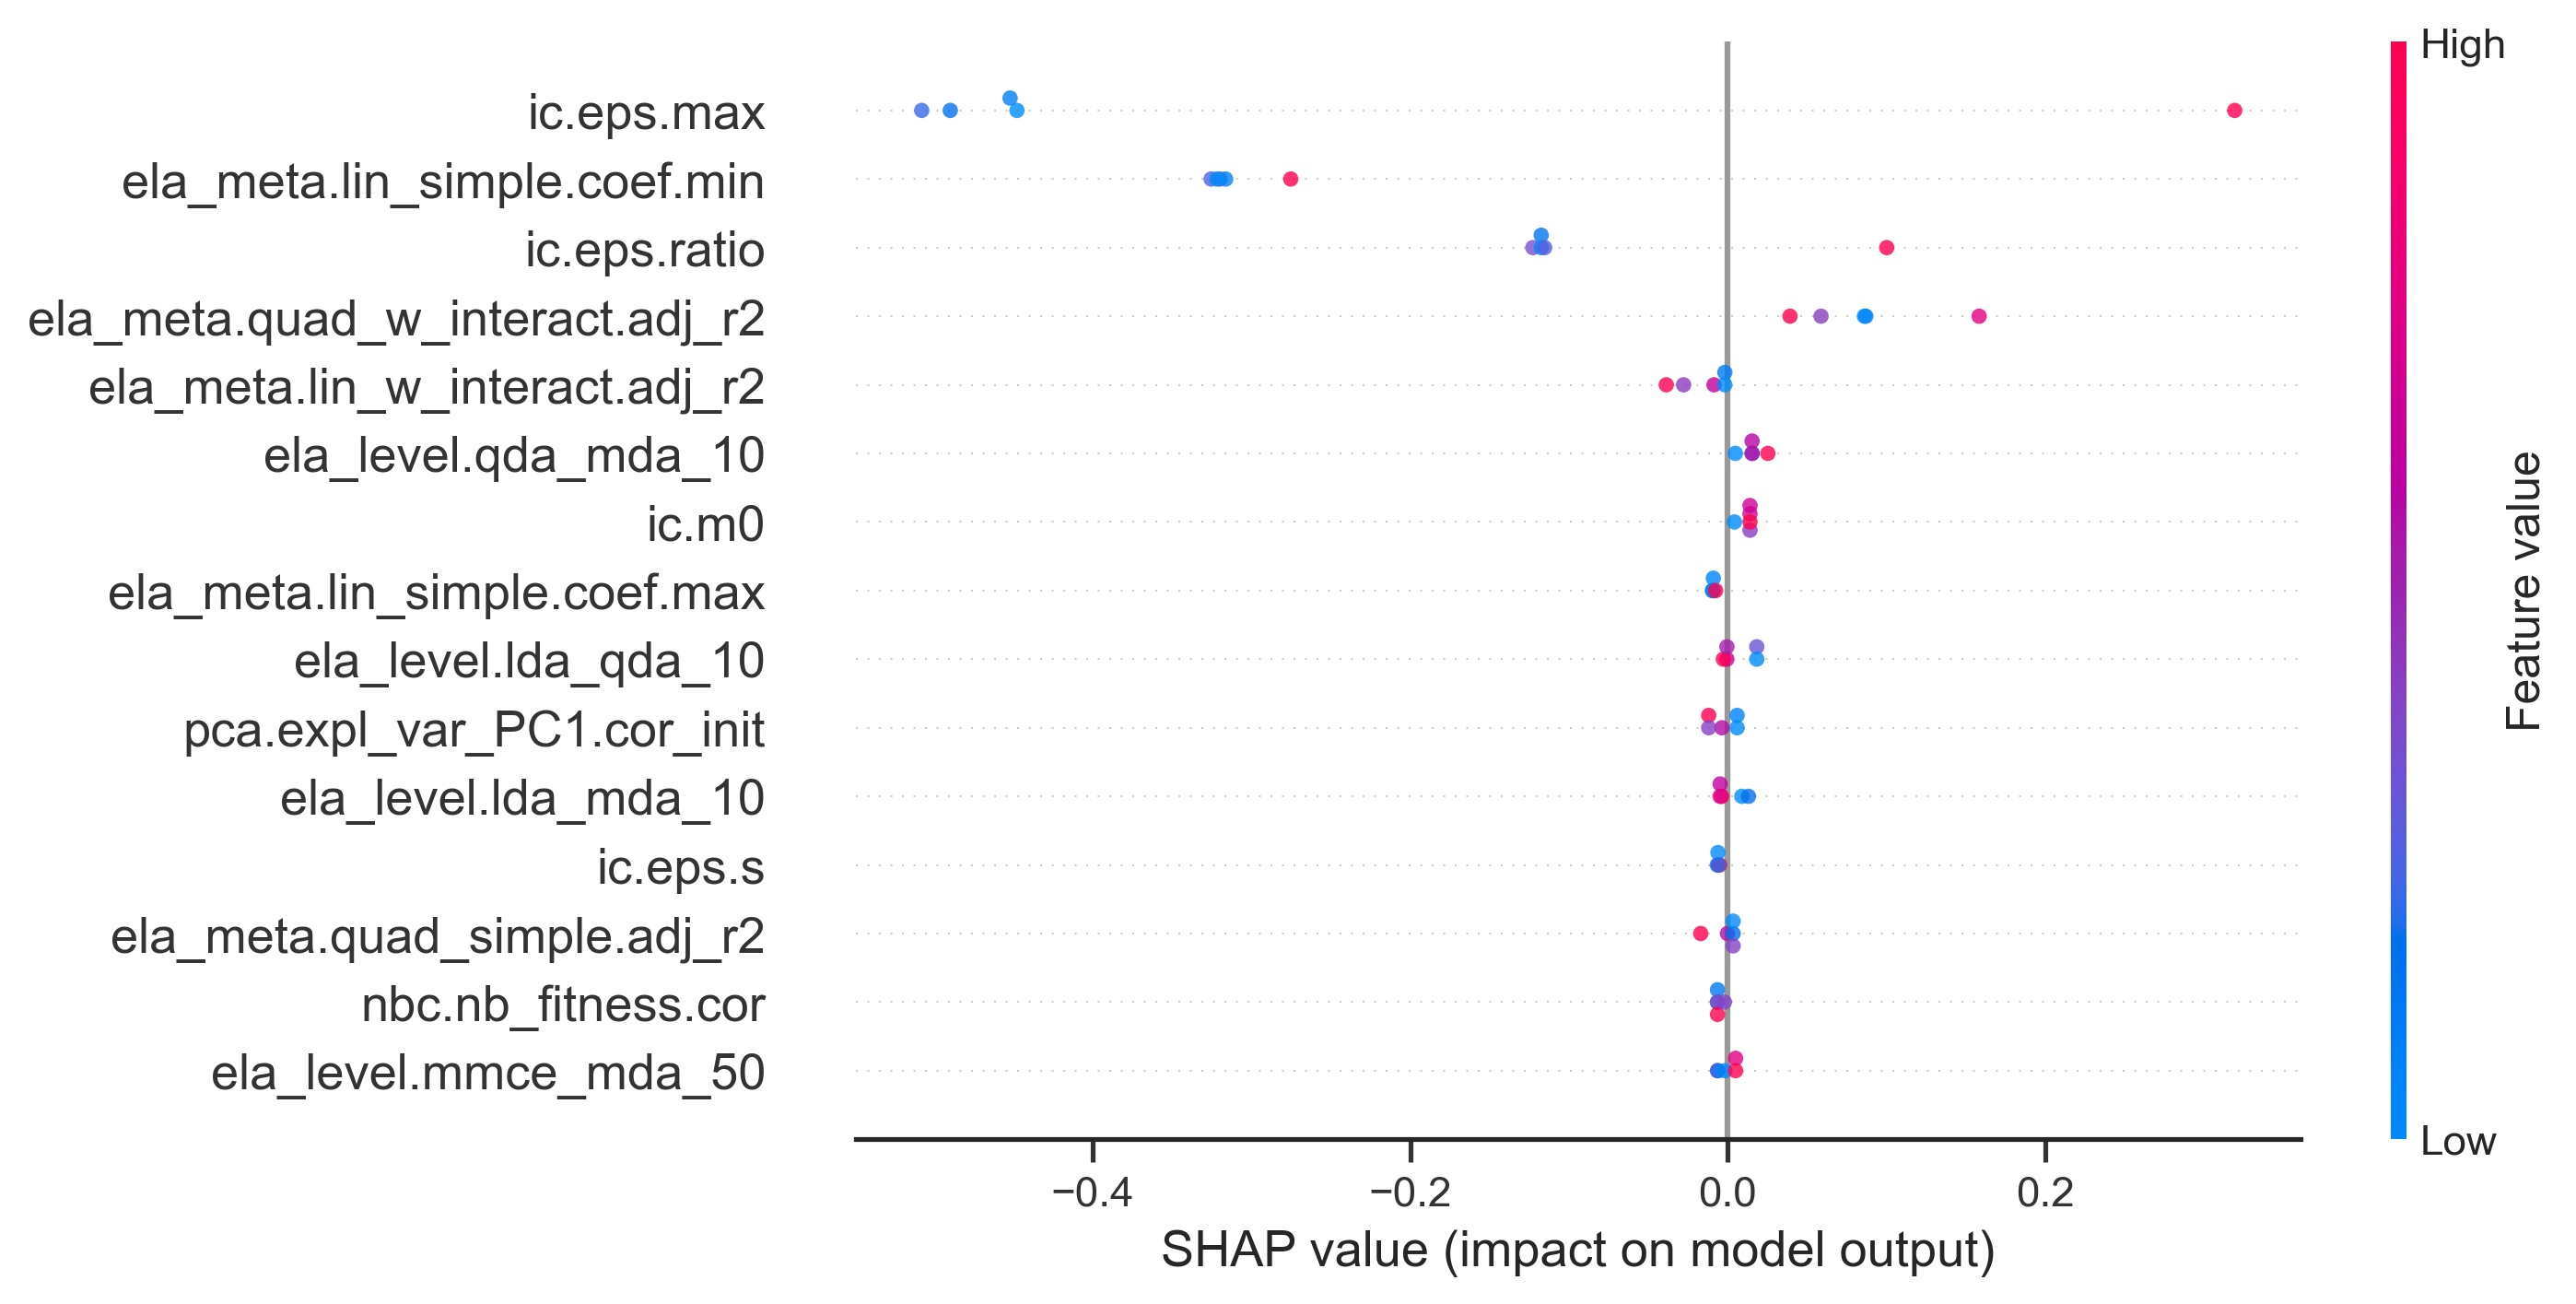 High
ic.eps.max
ela_meta.lin_simple.coef.min
ic.eps.ratio
ela_meta.quad_w_interact.adj_r2
ela_meta.lin_w_interact.adj_r2
ela_level.qda_mda_10
ic.m0
ela_meta.lin_simple.coef.max
ela_level.lda_qda_10
pca.expl_var_PC1.cor_init
ela_level.lda_mda_10
ic.eps.s
ela_meta.quad_simple.adj_r2
nbc.nb_fitness.cor
ela_level.mmce_mda_50
Feature value
Low
−0.4 −0.2 0.0 0.2
SHAP value (impact on model output)